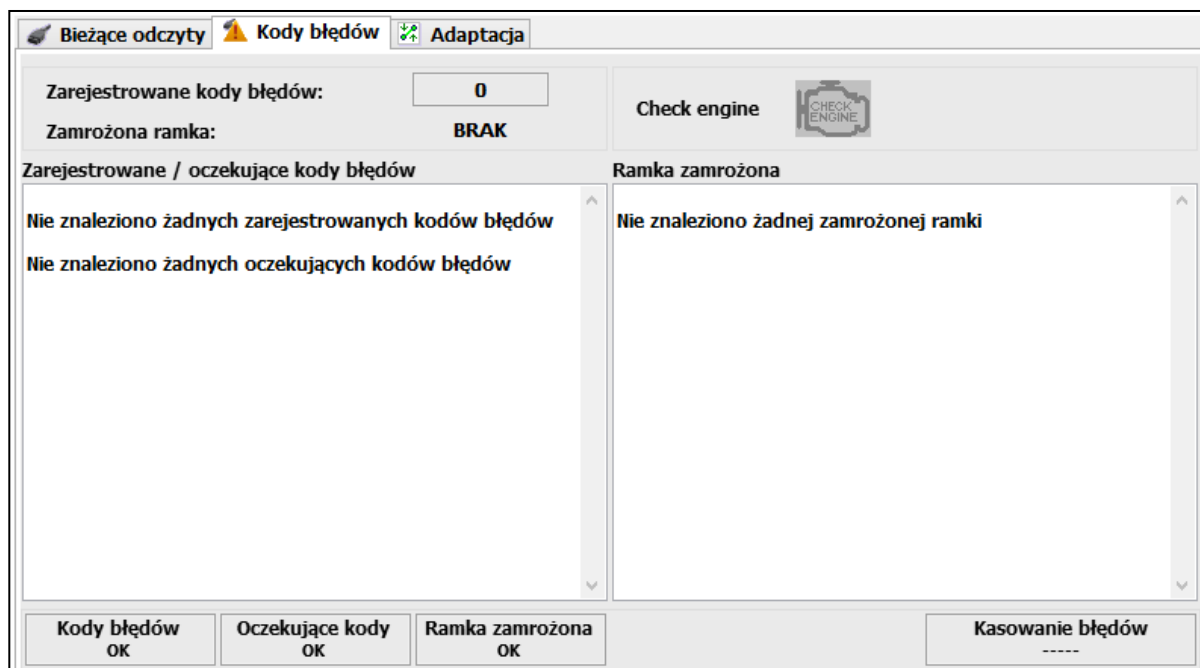 Bieżące odczyty
Kody błędów
Adaptacja
Zarejestrowane kody błędów:
0
Zamrożona ramka:
BRAK
Check engine
CHECK
ENGINE
Zarejestrowane / oczekujące kody błędów
Nie znaleziono żadnych zarejestrowanych kodów błędów
Nie znaleziono żadnych oczekujących kodów błędów
Ramka zamrożona
Nie znaleziono żadnej zamrożonej ramki
Kody błędów
OK
Oczekujące kody
OK
Ramka zamrożona
OK
Kasowanie błędów
-----